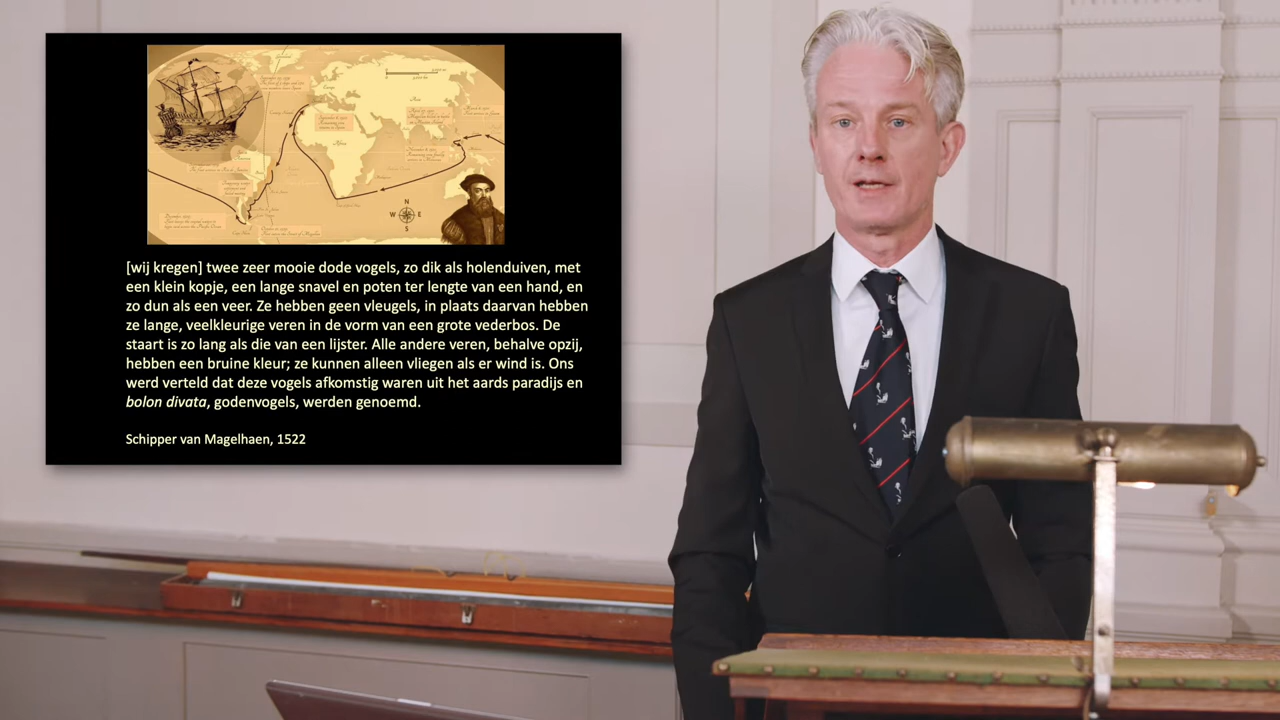 Europe
Asia
Africa
N
W
E
S
[wij kregen] twee zeer mooie dode vogels, zo dik als holenduiven, met
een klein kopje, een lange snavel en poten ter lengte van een hand, en
zo dun als een veer. Ze hebben geen vleugels, in plaats daarvan hebben
ze lange, veelkleurige veren in de vorm van een grote vederbos. De
staart is zo lang als die van een lijster. Alle andere veren, behalve opzij,
hebben een bruine kleur; ze kunnen alleen vliegen als er wind is. Ons
werd verteld dat deze vogels afkomstig waren uit het aards paradijs en
bolon divata, godenvogels, werden genoemd.
Schipper van Magelhaen, 1522